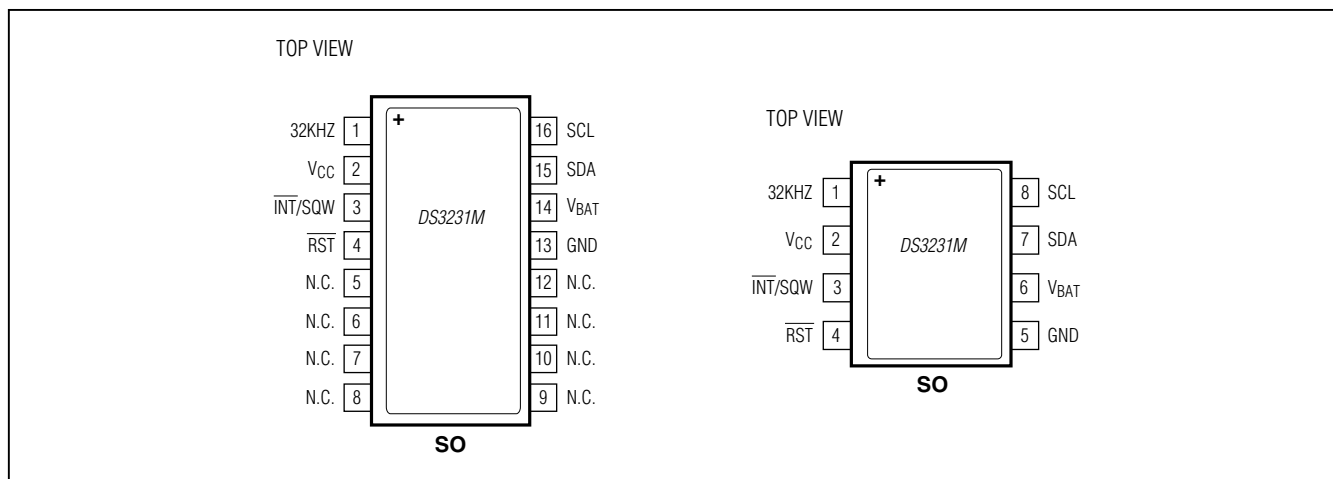 TOP VIEW
32KHZ 1 + 16 SCL
VCC 2 15 SDA
INT/SQW 3 DS3231M 14 VBAT
RST 4 13 GND
N.C. 5 12 N.C.
N.C. 6 11 N.C.
N.C. 7 10 N.C.
N.C. 8 9 N.C.
SO
TOP VIEW
32KHZ 1 + 8 SCL
VCC 2 DS3231M 7 SDA
INT/SQW 3 6 VBAT
RST 4 5 GND
SO